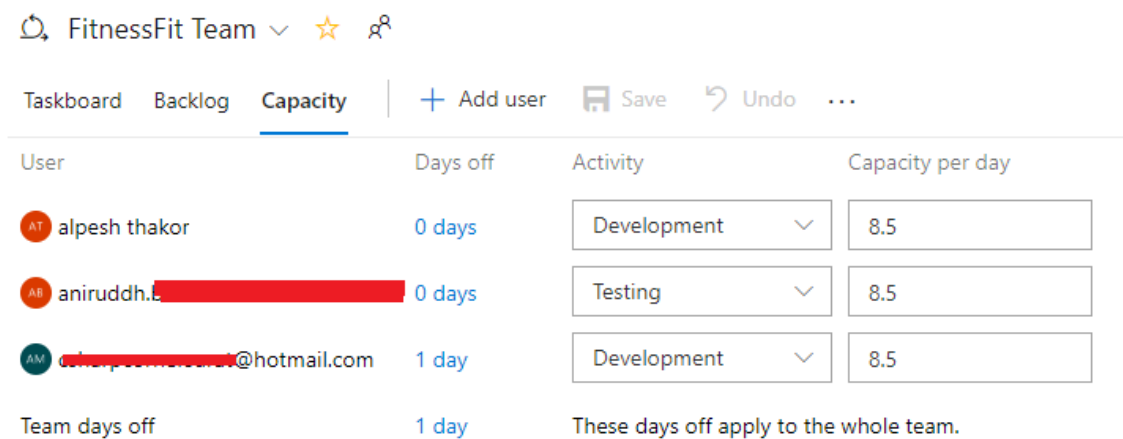 FitnessFit Team
Taskboard Backlog Capacity Add user Save Undo ...
User Days off Activity Capacity per day
AT alpesh thakor 0 days Development 8.5
AB aniruddh. 0 days Testing 8.5
AM @hotmail.com 1 day Development 8.5
Team days off 1 day These days off apply to the whole team.